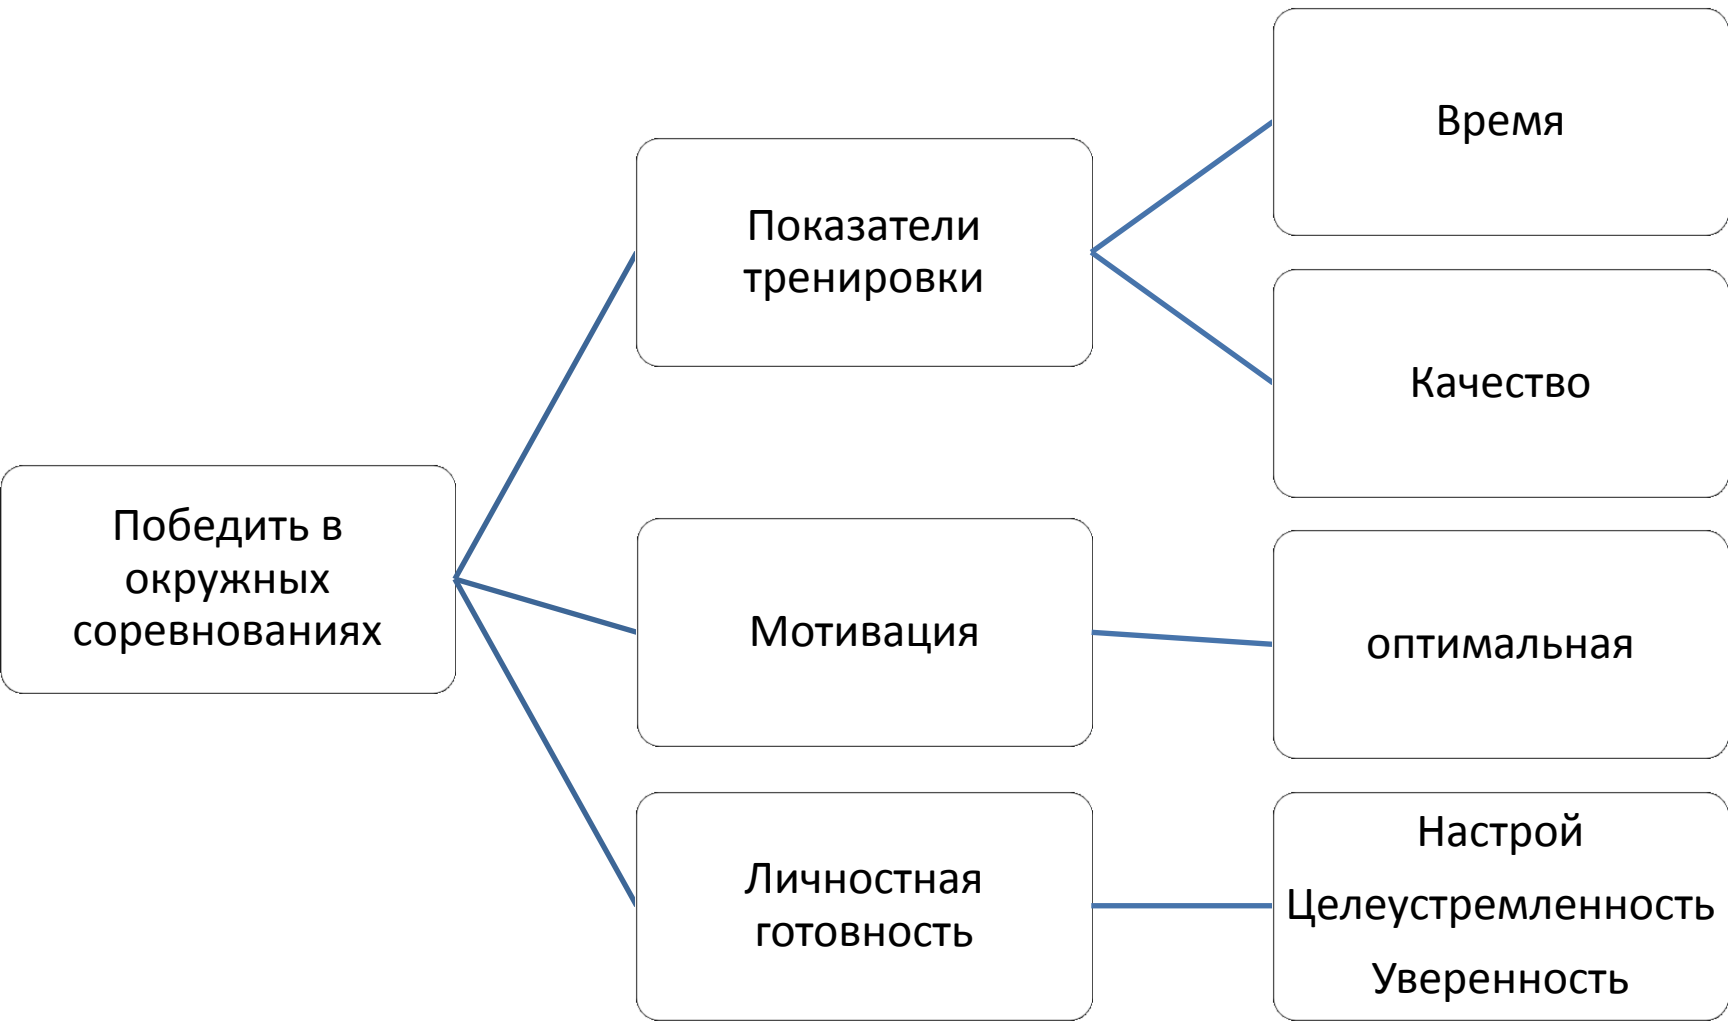 Победить в
окружных
соревнованиях
Показатели
тренировки
Время
Качество
Мотивация
оптимальная
Личностная
готовность
Настрой
Целеустремленность
Уверенность